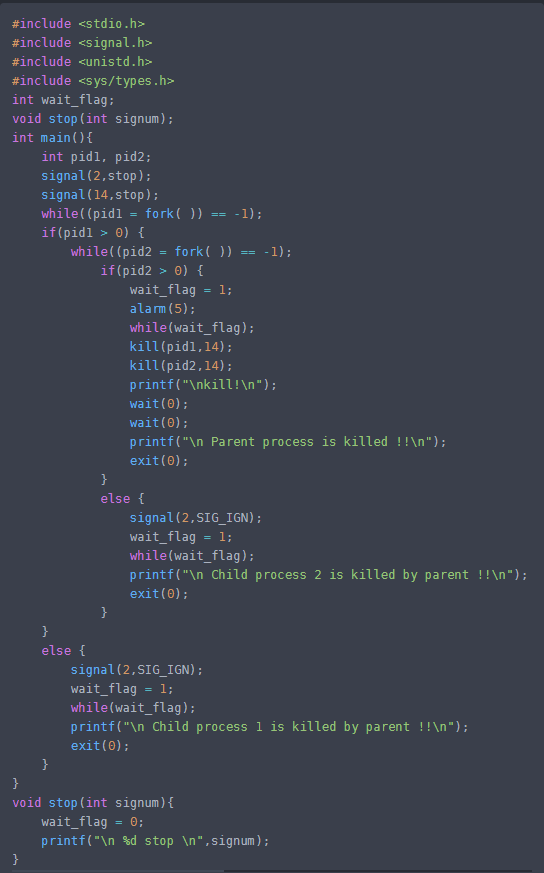 #include <stdio.h>
#include <signal.h>
#include <unistd.h>
#include <sys/types.h>
int wait_flag;
void stop(int signum);
int main(){
    int pid1, pid2;
    signal(2,stop);
    signal(14,stop);
    while((pid1 = fork( )) == -1);
    if(pid1 > 0) {
        while((pid2 = fork( )) == -1);
            if(pid2 > 0) {
                wait_flag = 1;
                alarm(5);
                while(wait_flag);
                kill(pid1,14);
                kill(pid2,14);
                printf("\nkill!\n");
                wait(0);
                wait(0);
                printf("\n Parent process is killed !!\n");
                exit(0);
            }
            else {
                signal(2,SIG_IGN);
                wait_flag = 1;
                while(wait_flag);
                printf("\n Child process 2 is killed by parent !!\n");
                exit(0);
            }
    }
    else {
        signal(2,SIG_IGN);
        wait_flag = 1;
        while(wait_flag);
        printf("\n Child process 1 is killed by parent !!\n");
        exit(0);
    }
}
void stop(int signum){
    wait_flag = 0;
    printf("\n %d stop \n",signum);
}